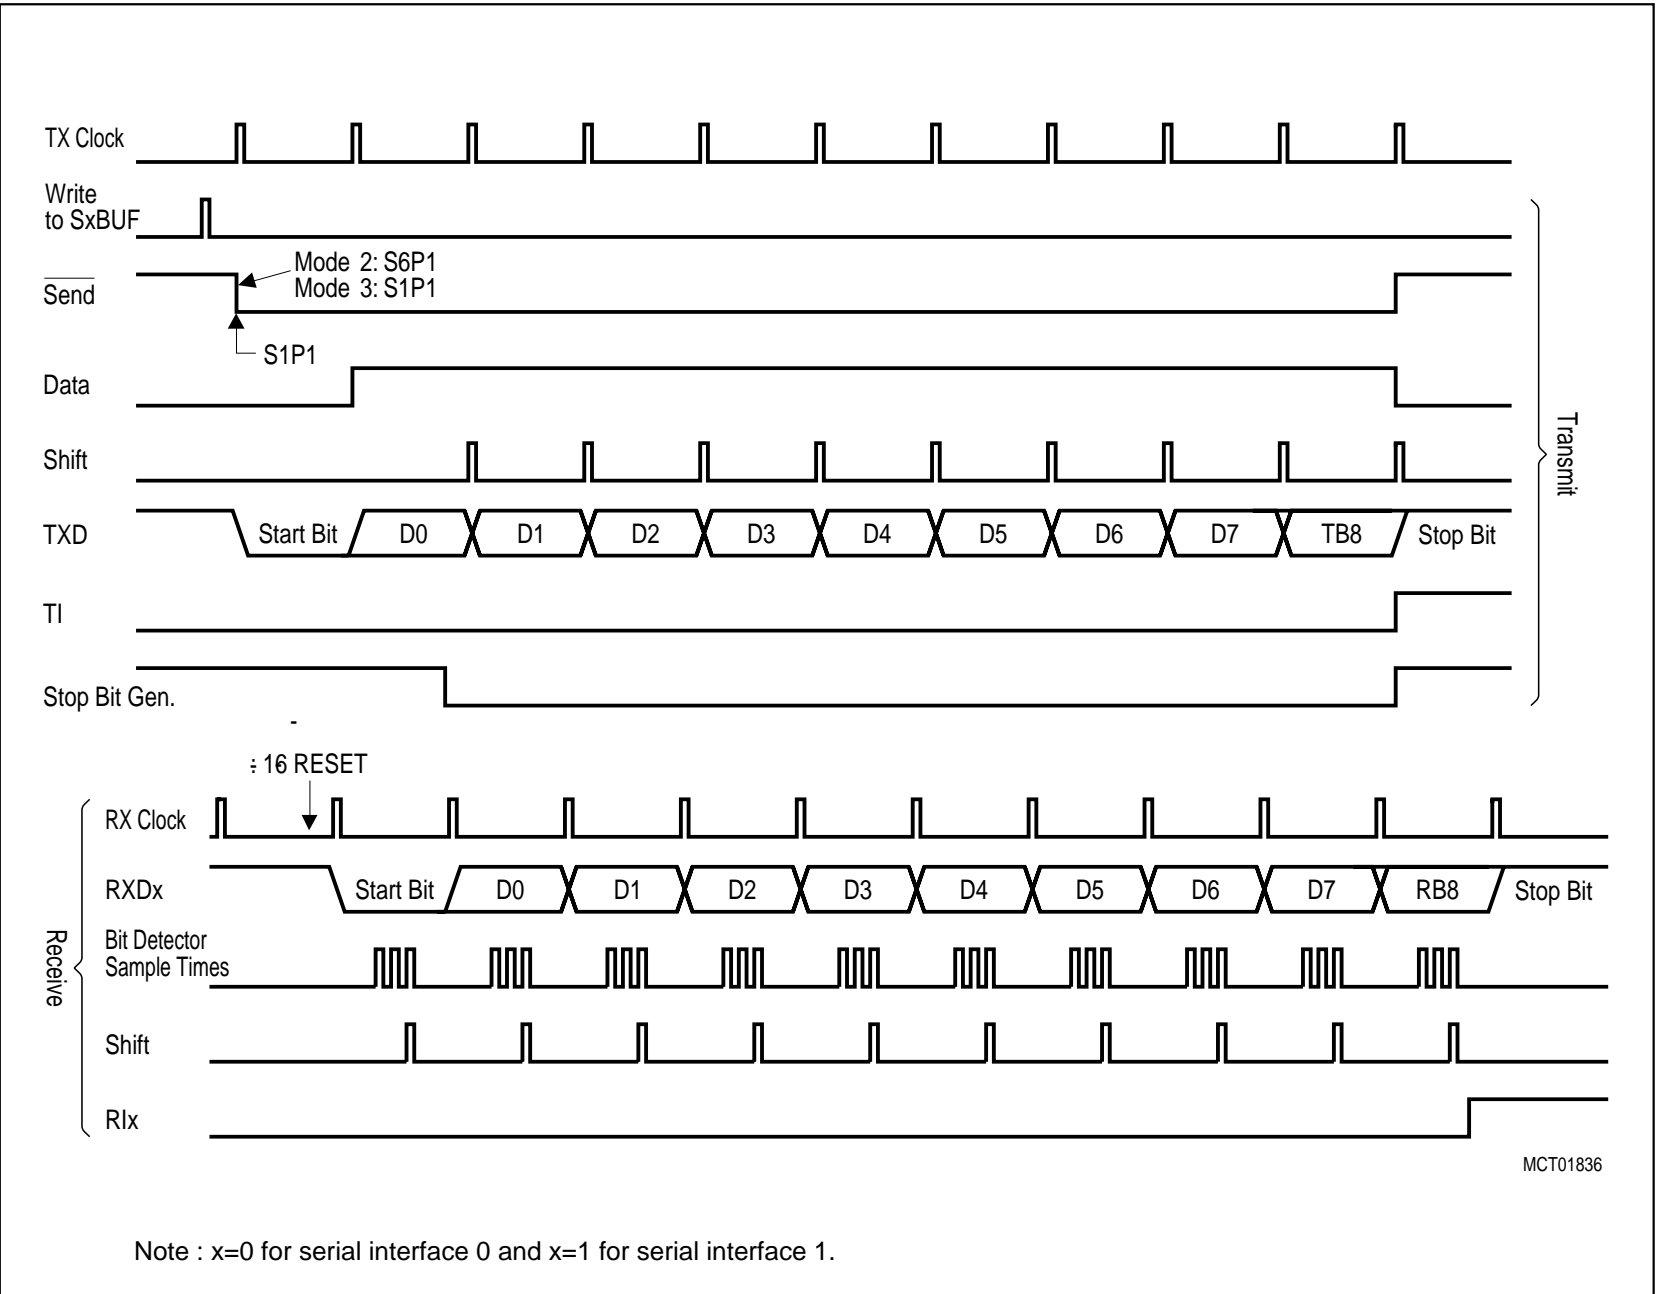 TX Clock
Write
to SxBUF
Send
Mode 2: S6P1
Mode 3: S1P1
S1P1
Data
Shift
TXD
Start Bit D0 D1 D2 D3 D4 D5 D6 D7 TB8 Stop Bit
TI
Stop Bit Gen.
Transmit
÷ 16 RESET
RX Clock
RXDx
Start Bit D0 D1 D2 D3 D4 D5 D6 D7 RB8 Stop Bit
Bit Detector
Sample Times
Shift
RIx
Receive
MCT01836
Note : x=0 for serial interface 0 and x=1 for serial interface 1.